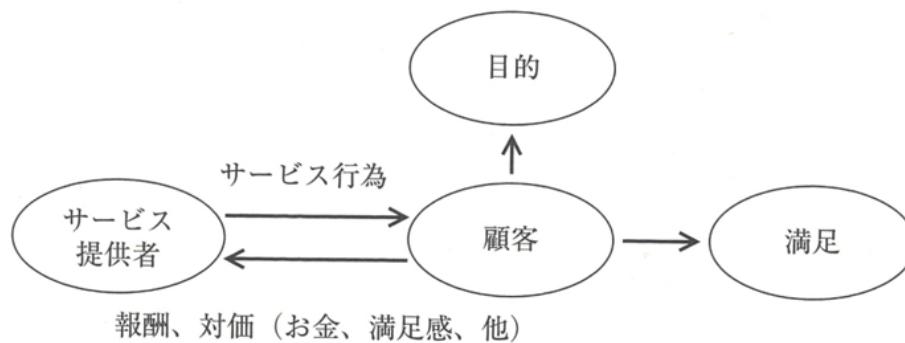 目的
サービス行為
サービス
提供者
顧客
満足
報酬、対価（お金、満足感、他）